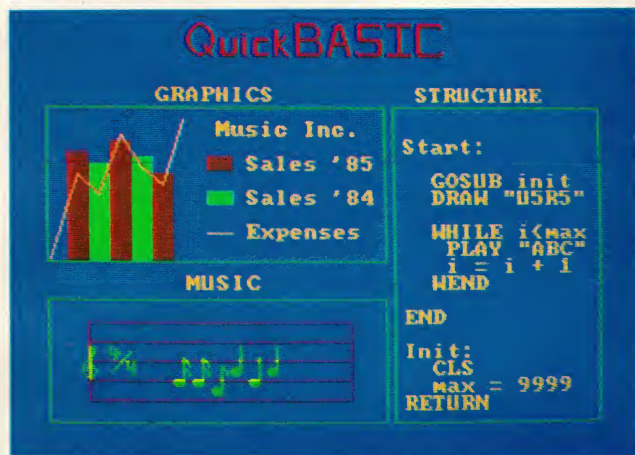 QuickBASIC
GRAPHICS
Music Inc.
Sales '85
Sales '84
Expenses
MUSIC
STRUCTURE
Start:
GOSUB init
DRAW "U5R5"
WHILE i<max
PLAY "ABC"
i = i + 1
WEND
END
Init:
CLS
max = 9999
RETURN